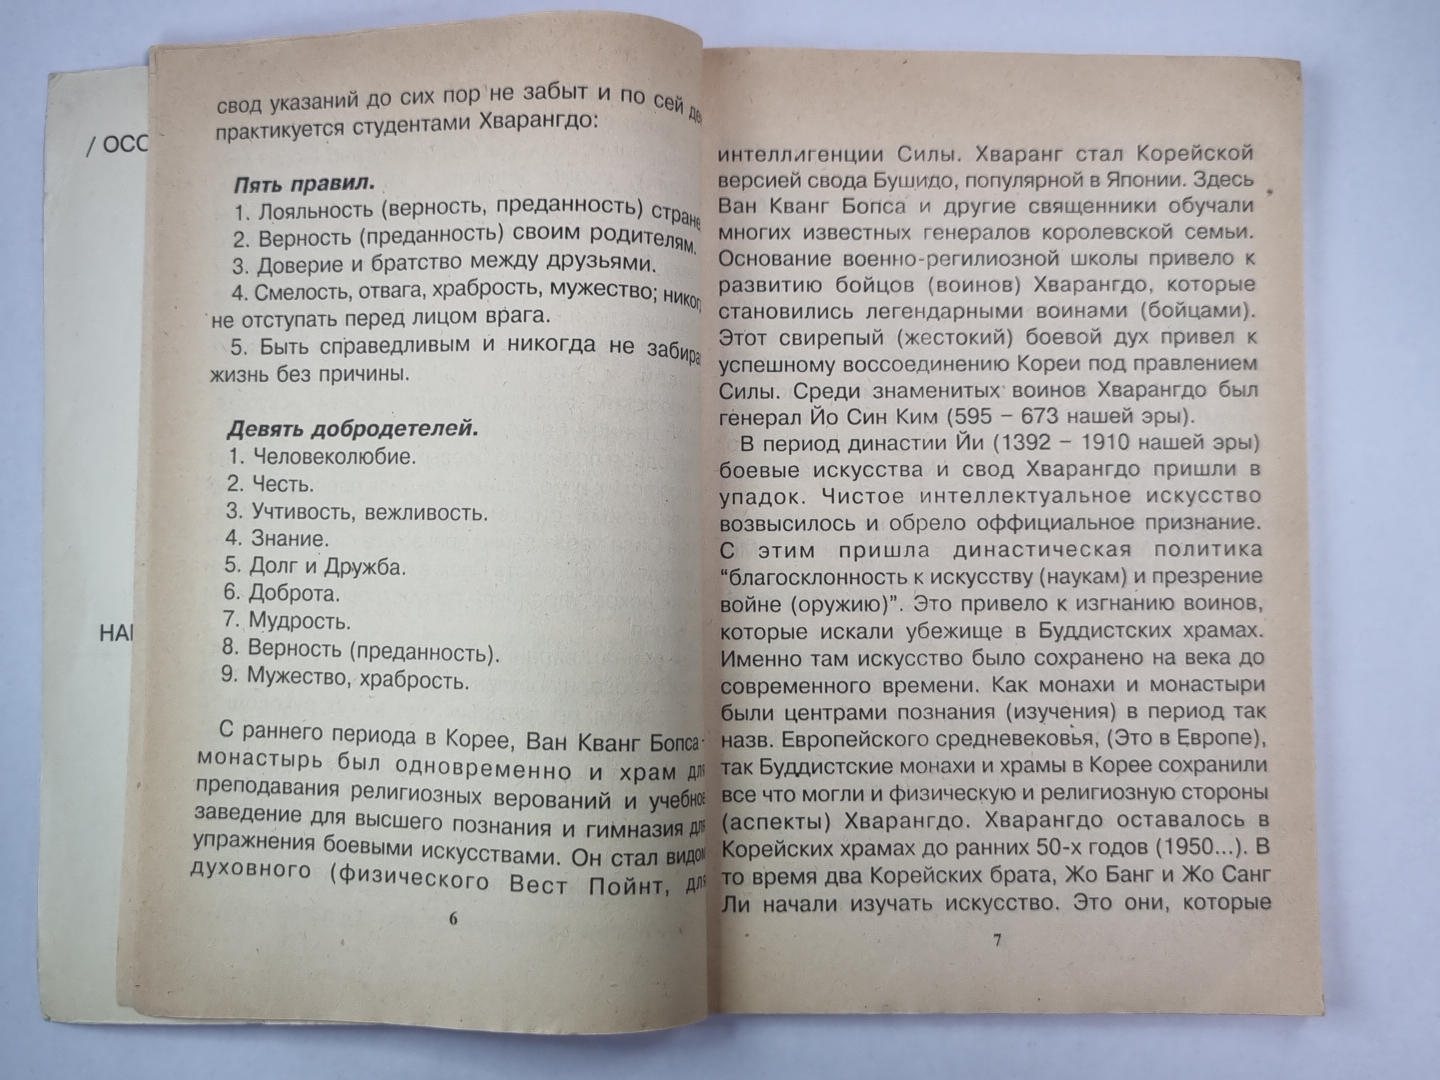 / ОСС
НАІ
свод указаний до сих пор не забыт и по сей де
практикуется студентами Хварангдо:
Пять правил.
1. Лояльность (верность, преданность) стране
2. Верность (преданность) своим родителям.
3. Доверие и братство между друзьями.
4. Смелость, отвага, храбрость, мужество; никог
не отступать перед лицом врага.
5. Быть справедливым и никогда не забира
жизнь без причины.
Девять добродетелей.
1. Человеколюбие.
2. Честь.
3. Учтивость, вежливость.
4. Знание.
5. Долг и Дружба.
6. Доброта.
7. Мудрость.
8. Верность (преданность).
9. Мужество, храбрость.
С раннего периода в Корее, Ван Кванг Бопса -
монастырь был одновременно и храм для
преподавания религиозных верований и учебное
заведение для высшего познания и гимназия для
упражнения боевыми искусствами. Он стал видом
духовного (физического Вест Пойнт, для
6
интеллигенции Силы. Хваранг стал Корейской
версией свода Бушидо, популярной в Японии. Здесь
Ван Кванг Бопса и другие священники обучали
многих известных генералов королевской семьи.
Основание военно-регилиозной школы привело к
развитию бойцов (воинов) Хварангдо, которые
становились легендарными воинами (бойцами).
Этот свирепый (жестокий) боевой дух привел к
успешному воссоединению Кореи под правлением
Силы. Среди знаменитых воинов Хварангдо был
генерал Йо Син Ким (595 – 673 нашей эры).
В период династии Йи (1392 – 1910 нашей эры)
боевые искусства и свод Хварангдо пришли в
упадок. Чистое интеллектуальное искусство
возвысилось и обрело оффициальное признание.
С этим пришла династическая политика
“благосклонность к искусству (наукам) и презрение
войне (оружию)”. Это привело к изгнанию воинов,
которые искали убежище в Буддистских храмах.
Именно там искусство было сохранено на века до
современного времени. Как монахи и монастыри
были центрами познания (изучения) в период так
назв. Европейского средневековья, (Это в Европе),
так Буддистские монахи и храмы в Корее сохранили
все что могли и физическую и религиозную стороны
(аспекты) Хварангдо. Хварангдо оставалось в
Корейских храмах до ранних 50-х годов (1950...). В
то время два Корейских брата, Жо Банг и Жо Санг
Ли начали изучать искусство. Это они, которые
7